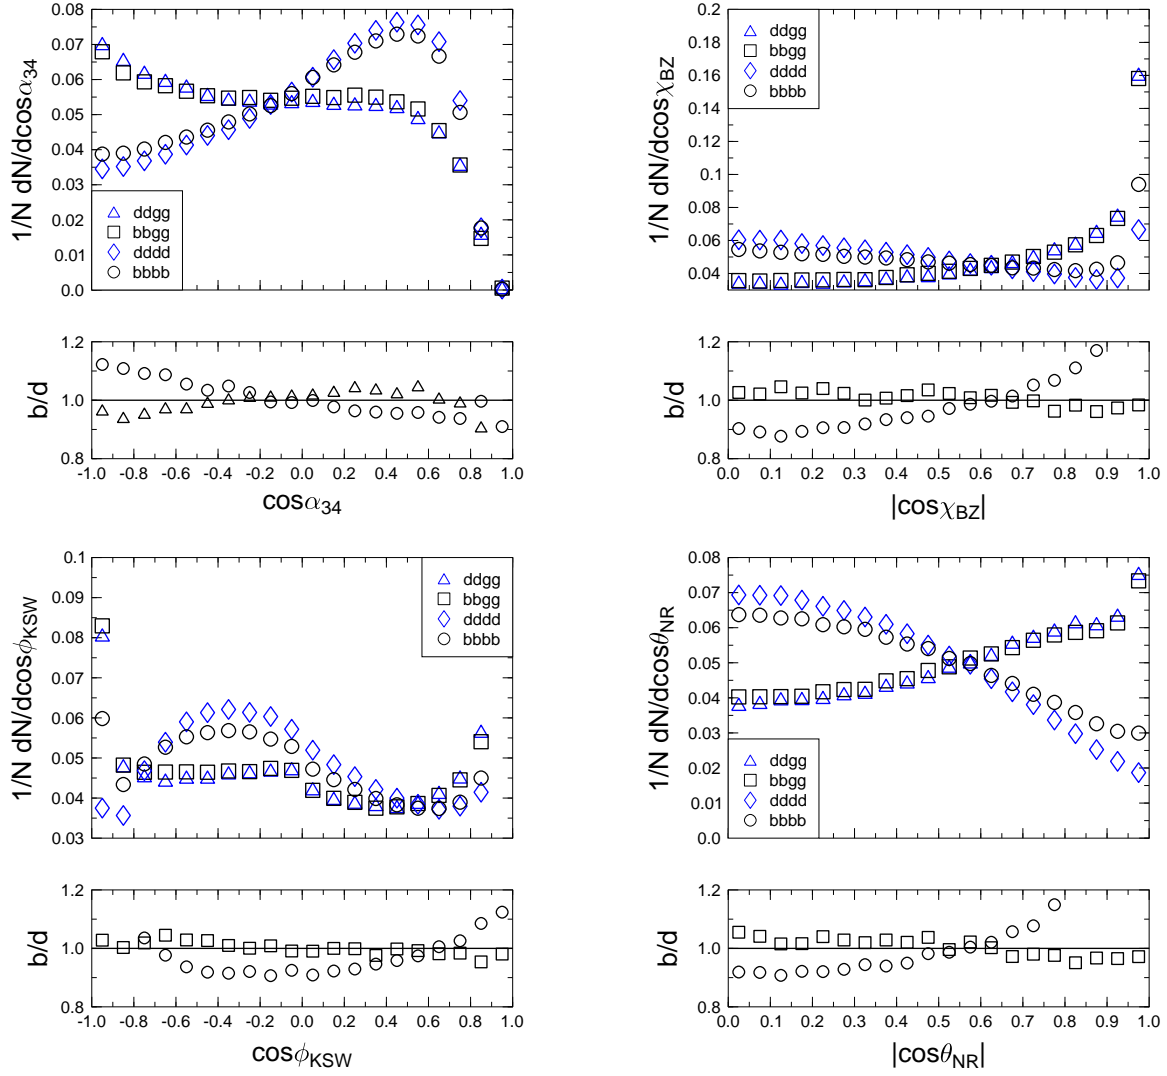 1/N dN/dcosα34
0.08
0.07
0.06
0.05
0.04
0.03
0.02
0.01
0.0
ddgg
bbgg
dddd
bbbb
b/d
1.2
1.0
0.8
-1.0 -0.8 -0.6 -0.4 -0.2 0.0 0.2 0.4 0.6 0.8 1.0
cosα34
1/N dN/dcosχBZ
0.2
0.18
0.16
0.14
0.12
0.1
0.08
0.06
0.04
ddgg
bbgg
dddd
bbbb
b/d
1.2
1.0
0.8
0.0 0.1 0.2 0.3 0.4 0.5 0.6 0.7 0.8 0.9 1.0
|cosχBZ|
1/N dN/dcosϕKSW
0.1
0.09
0.08
0.07
0.06
0.05
0.04
0.03
ddgg
bbgg
dddd
bbbb
b/d
1.2
1.0
0.8
-1.0 -0.8 -0.6 -0.4 -0.2 0.0 0.2 0.4 0.6 0.8 1.0
cosϕKSW
1/N dN/dcosθNR
0.08
0.07
0.06
0.05
0.04
0.03
0.02
0.01
0.0
ddgg
bbgg
dddd
bbbb
b/d
1.2
1.0
0.8
0.0 0.1 0.2 0.3 0.4 0.5 0.6 0.7 0.8 0.9 1.0
|cosθNR|